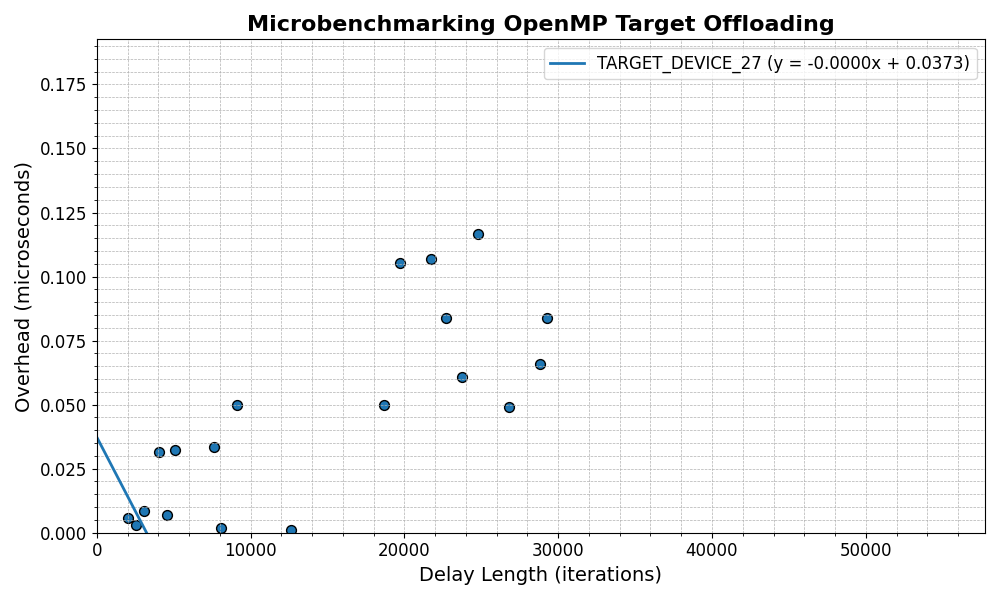 Microbenchmarking OpenMP Target Offloading
TARGET_DEVICE_27 (y = -0.0000x + 0.0373)
Overhead (microseconds)
0.175
0.150
0.125
0.100
0.075
0.050
0.025
0.000
0 10000 20000 30000 40000 50000
Delay Length (iterations)